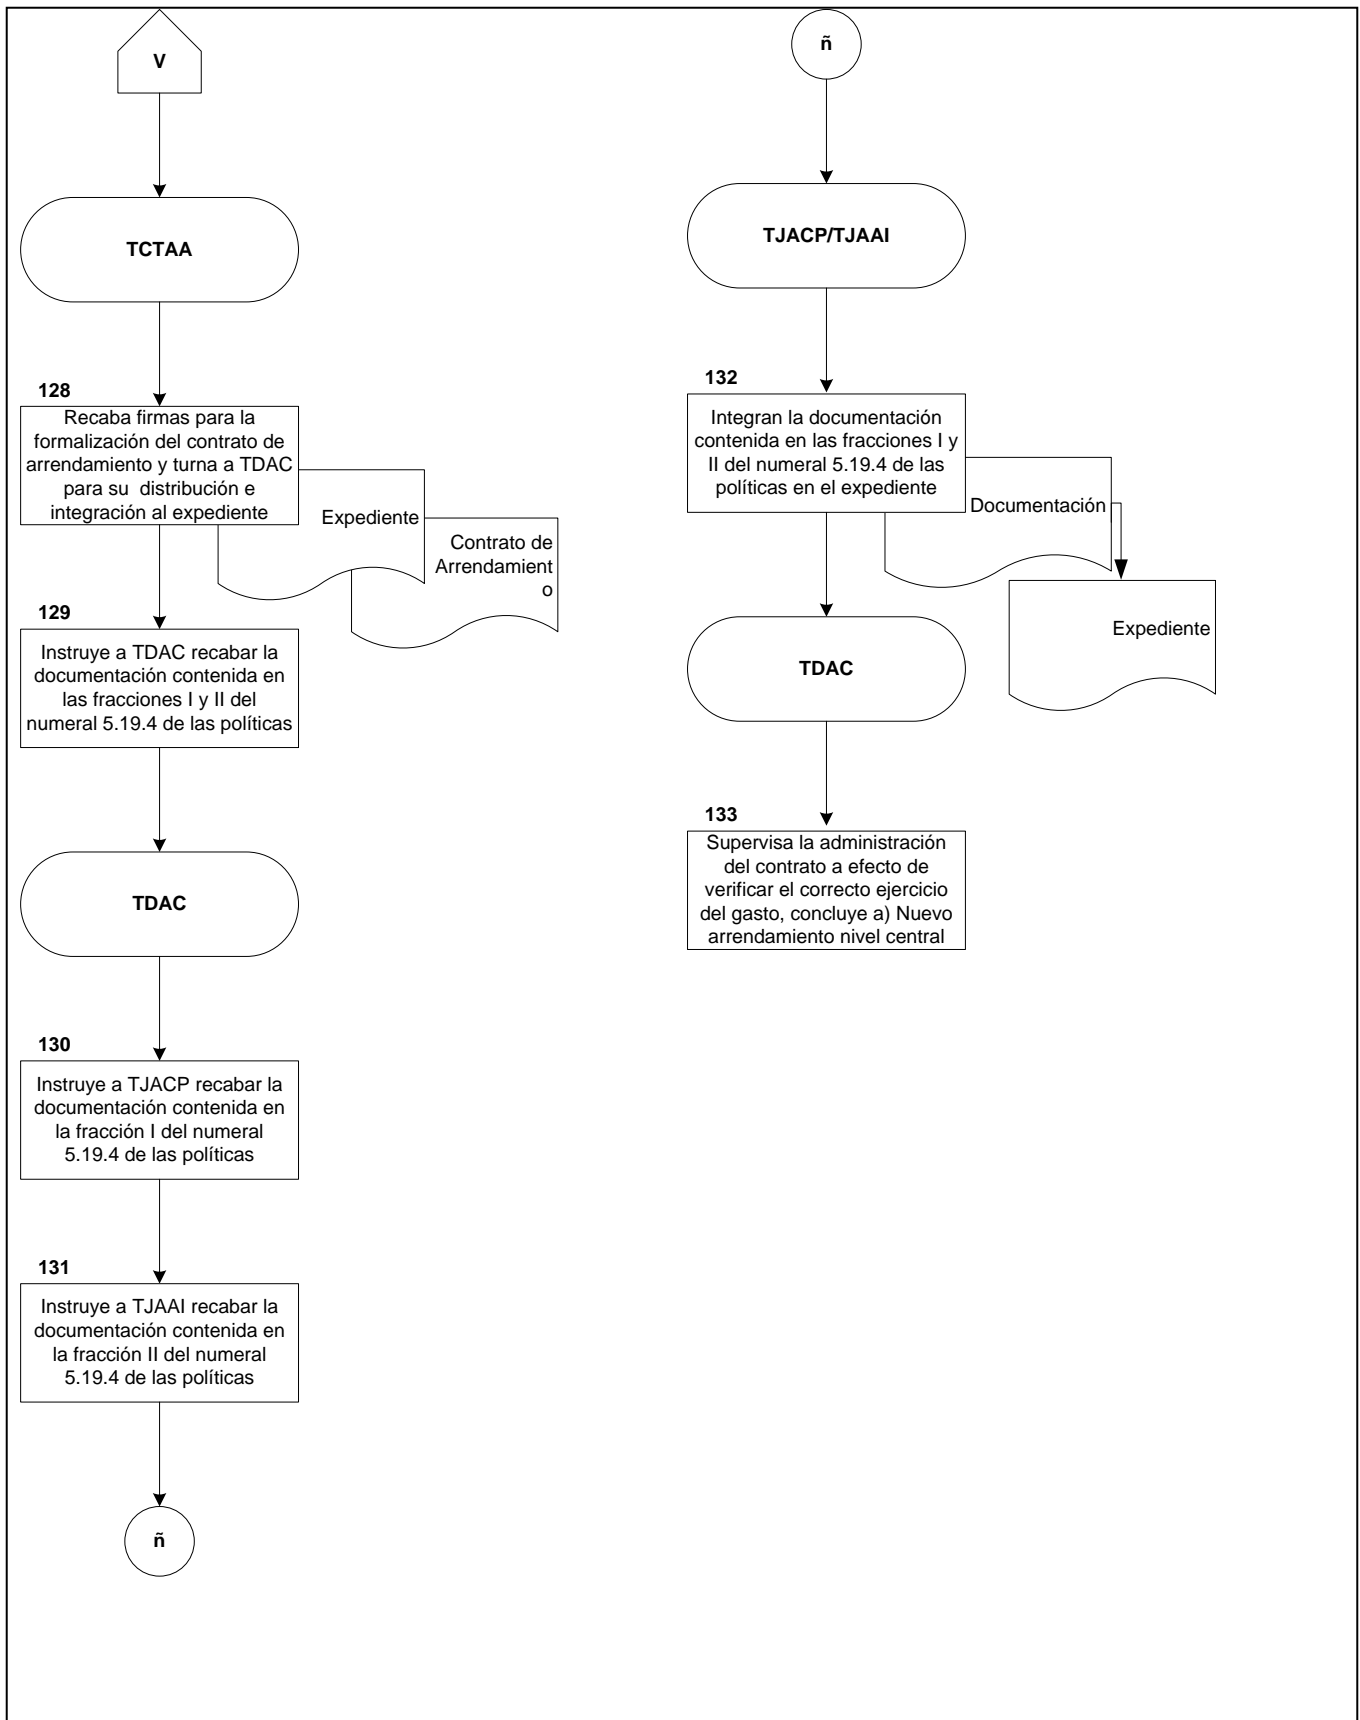 V
TCTAA
128
Recaba firmas para la
formalización del contrato de
arrendamiento y turna a TDAC
para su distribución e
integración al expediente
Expediente
Contrato de
Arrendamient
o
129
Instruye a TDAC recabar la
documentación contenida en
las fracciones I y II del
numeral 5.19.4 de las políticas
TDAC
130
Instruye a TJACP recabar la
documentación contenida en
la fracción I del numeral
5.19.4 de las políticas
131
Instruye a TJAAI recabar la
documentación contenida en
la fracción II del numeral
5.19.4 de las políticas
ñ
ñ
TJACP/TJAAI
132
Integran la documentación
contenida en las fracciones I y
II del numeral 5.19.4 de las
políticas en el expediente
Documentación
Expediente
TDAC
133
Supervisa la administración
del contrato a efecto de
verificar el correcto ejercicio
del gasto, concluye a) Nuevo
arrendamiento nivel central